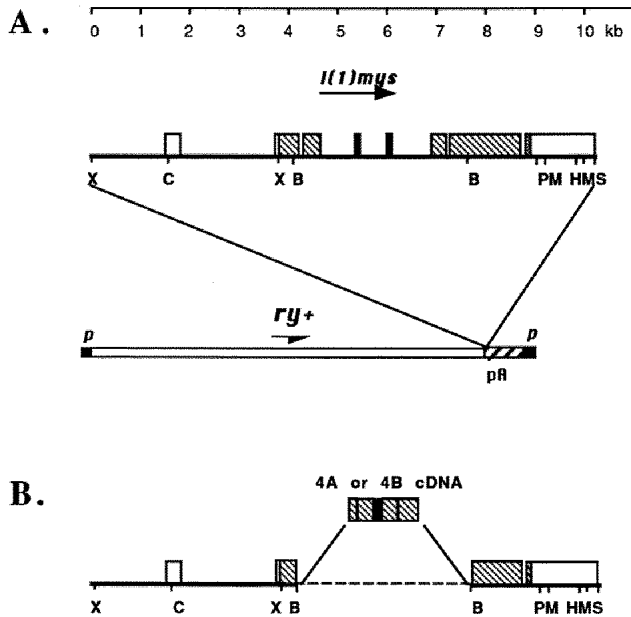 A.
0 1 2 3 4 5 6 7 8 9 10 kb
l(1)mys
X C X B B PM HMS
ry+
p p
pA
B.
4A or 4B cDNA
X C X B B PM HMS